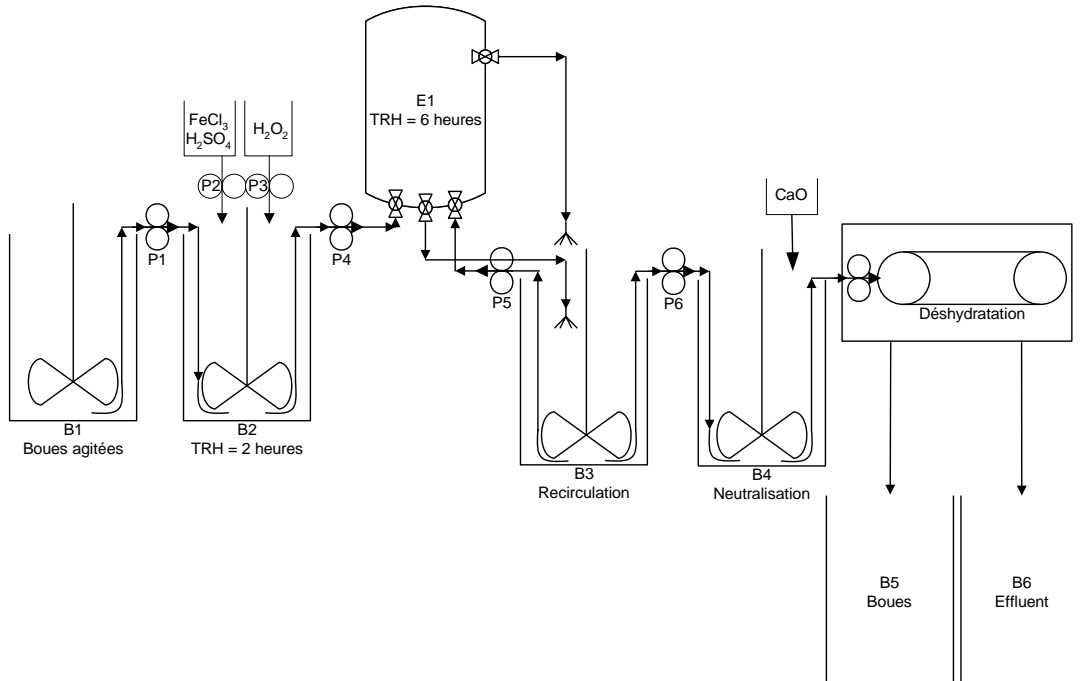 E1
TRH = 6 heures
FeCl₃
H₂SO₄
H₂O₂
P2
P3
CaO
P1
P4
P5
P6
Déshydratation
B1
Boues agitées
B2
TRH = 2 heures
B3
Recirculation
B4
Neutralisation
B5
Boues
B6
Effluent